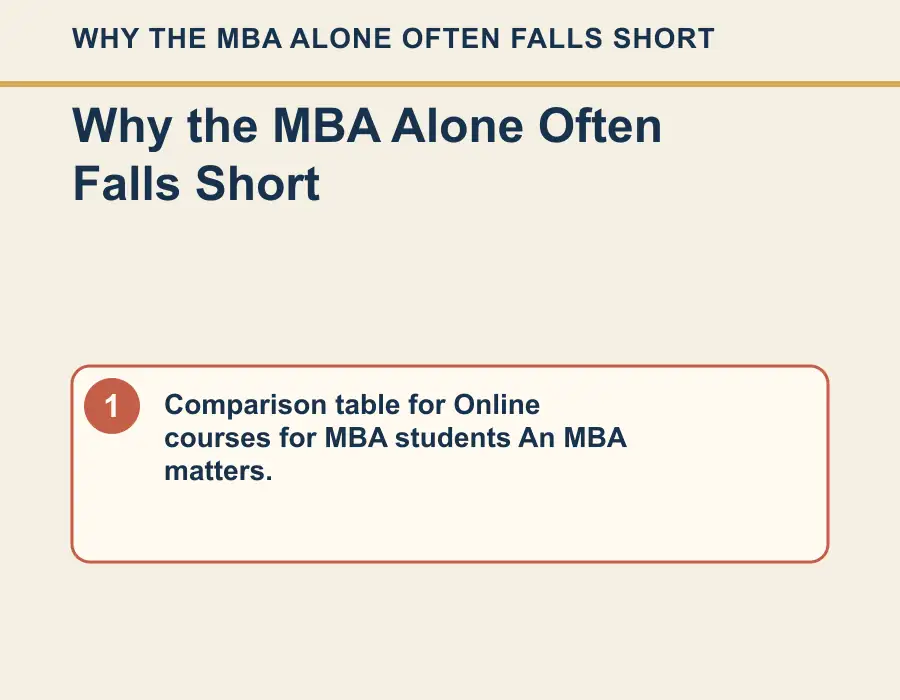 WHY THE MBA ALONE OFTEN FALLS SHORT
Why the MBA Alone Often
Falls Short
1
Comparison table for Online
courses for MBA students An MBA
matters.